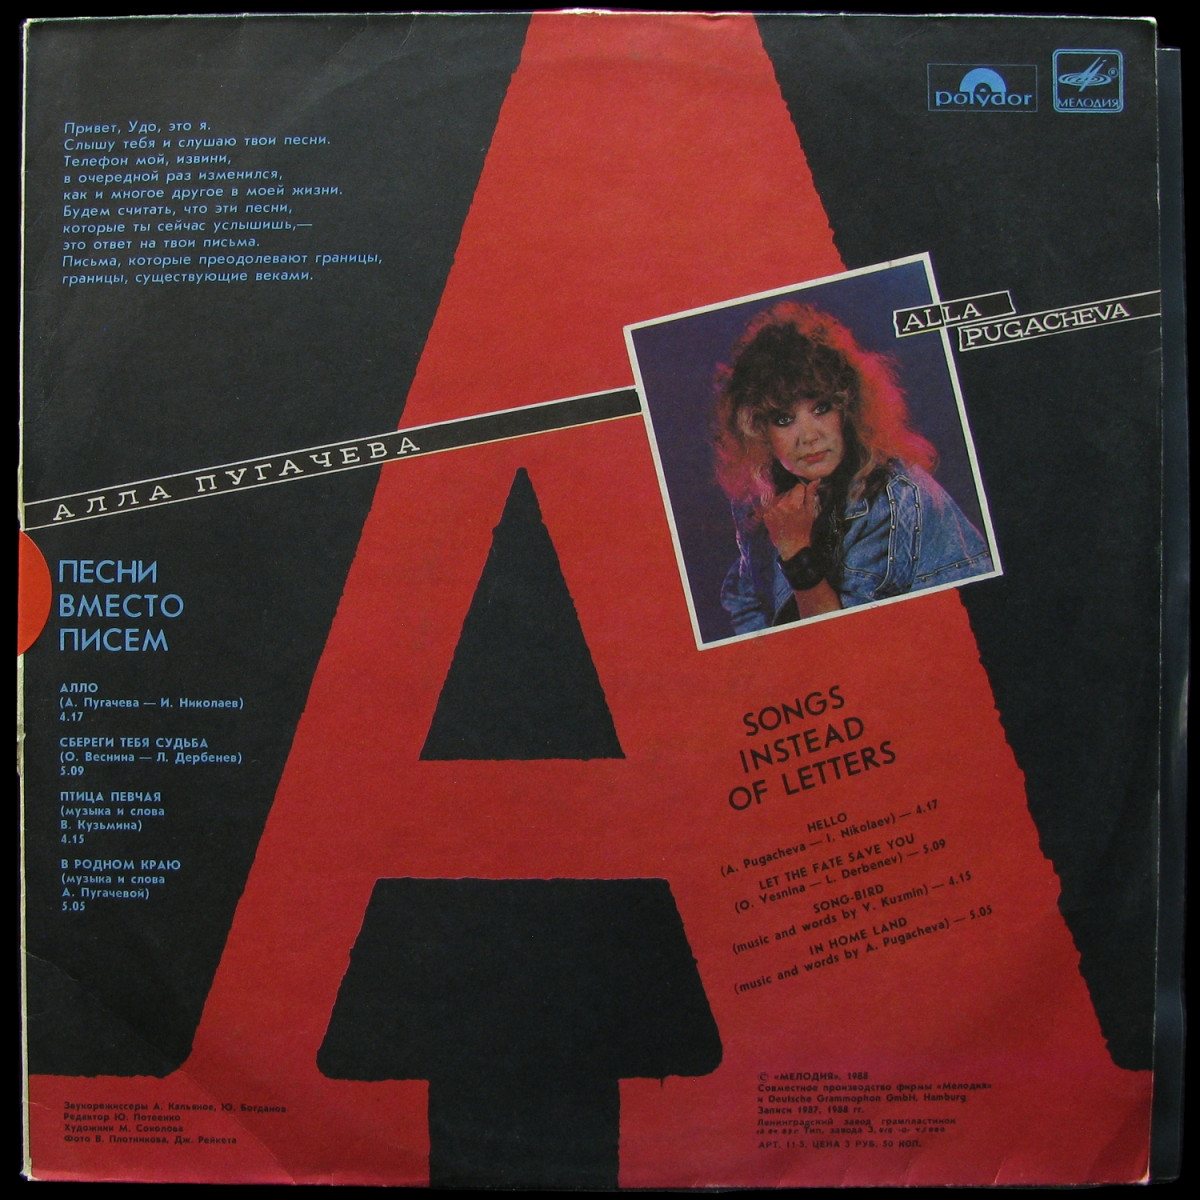 polydor
МЕЛОДИЯ
Привет, Удо, это я.
Слышу тебя и слушаю твои песни.
Телефон мой, извини,
в очередной раз изменился,
как и многое другое в моей жизни.
Будем считать, что эти песни,
которые ты сейчас услышишь,—
это ответ на твои письма.
Письма, которые преодолевают границы,
границы, существующие веками.
ALLA
PUGACHEVA
АЛЛА ПУГАЧЕВА
ПЕСНИ
ВМЕСТО
ПИСЕМ
АЛЛО
(А. Пугачева — И. Николаев)
4.17
СБЕРЕГИ ТЕБЯ СУДЬБА
(О. Веснина — Л. Дербенев)
5.09
ПТИЦА ПЕВЧАЯ
(музыка и слова
В. Кузьмина)
4.15
В РОДНОМ КРАЮ
(музыка и слова
А. Пугачевой)
5.05
SONGS
INSTEAD
OF LETTERS
HELLO
(A. Pugacheva — I. Nikolaev) — 4.17
LET THE FATE SAVE YOU
(O. Vesnina — L. Derbenev) — 5.09
SONG-BIRD
(music and words by V. Kuzmin) — 4.15
IN HOME LAND
(music and words by A. Pugacheva) — 5.05
Звукорежиссеры А. Кальянов, Ю. Богданов
Редактор Ю. Потеенко
Художник М. Соколова
Фото В. Плотникова, Дж. Рейкета
© «МЕЛОДИЯ», 1988
Совместное производство фирмы «Мелодия»
и Deutsche Grammophon GmbH, Hamburg
Записи 1987, 1988 гг.
Ленинградский завод грампластинок
Тип. завода
АРТ. 11-3. ЦЕНА 3 РУБ. 50 КОП.